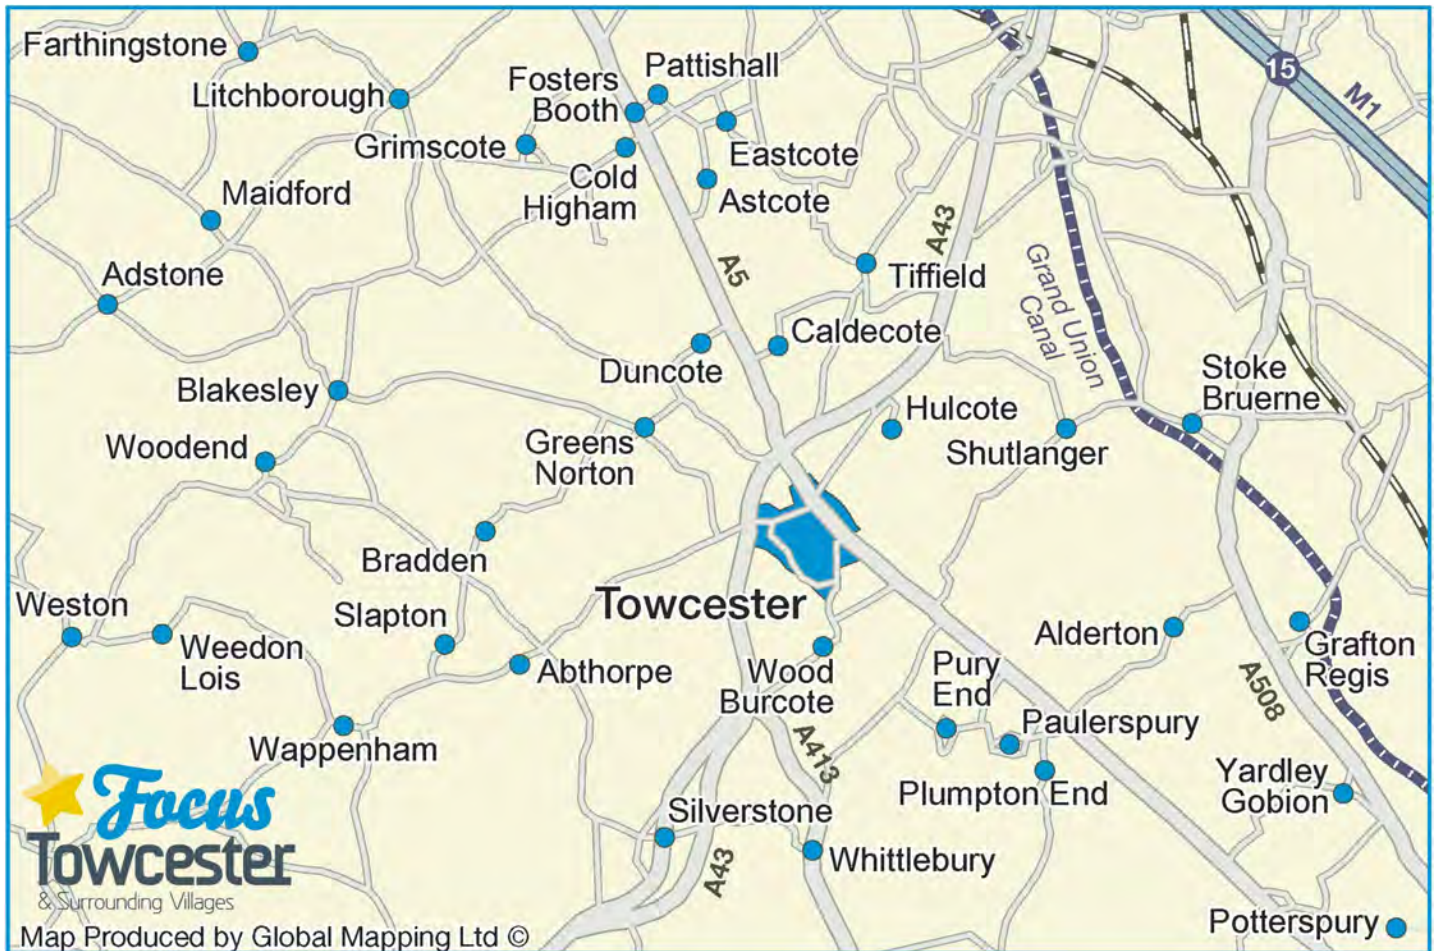 Farthingstone
Litchborough
Fosters
Booth
Pattishall
15
M1
Grimscote
Eastcote
Cold
Higham
Astcote
Maidford
A43
Adstone
A5
Tiffield
Grand Union
Canal
Caldecote
Duncote
Stoke
Bruerne
Blakesley
Hulcote
Woodend
Greens
Norton
Shutlanger
Bradden
Weston
Slapton
Towcester
Alderton
Weedon
Lois
Abthorpe
Wood
Burcote
Pury
End
Grafton
Regis
A508
Wappenham
A413
Paulerspury
Plumpton End
Yardley
Gobion
Silverstone
A43
Whittlebury
Potterspury
Focus
Towcester
& Surrounding Villages
Map Produced by Global Mapping Ltd ©